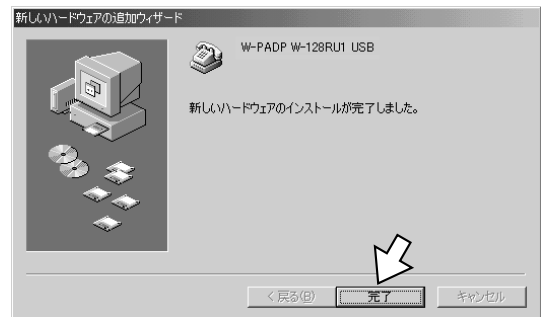 新しいハードウェアの追加ウィザード
W-PADP W-128RU1 USB
新しいハードウェアのインストールが完了しました。
< 戻る(B)
完了
キャンセル